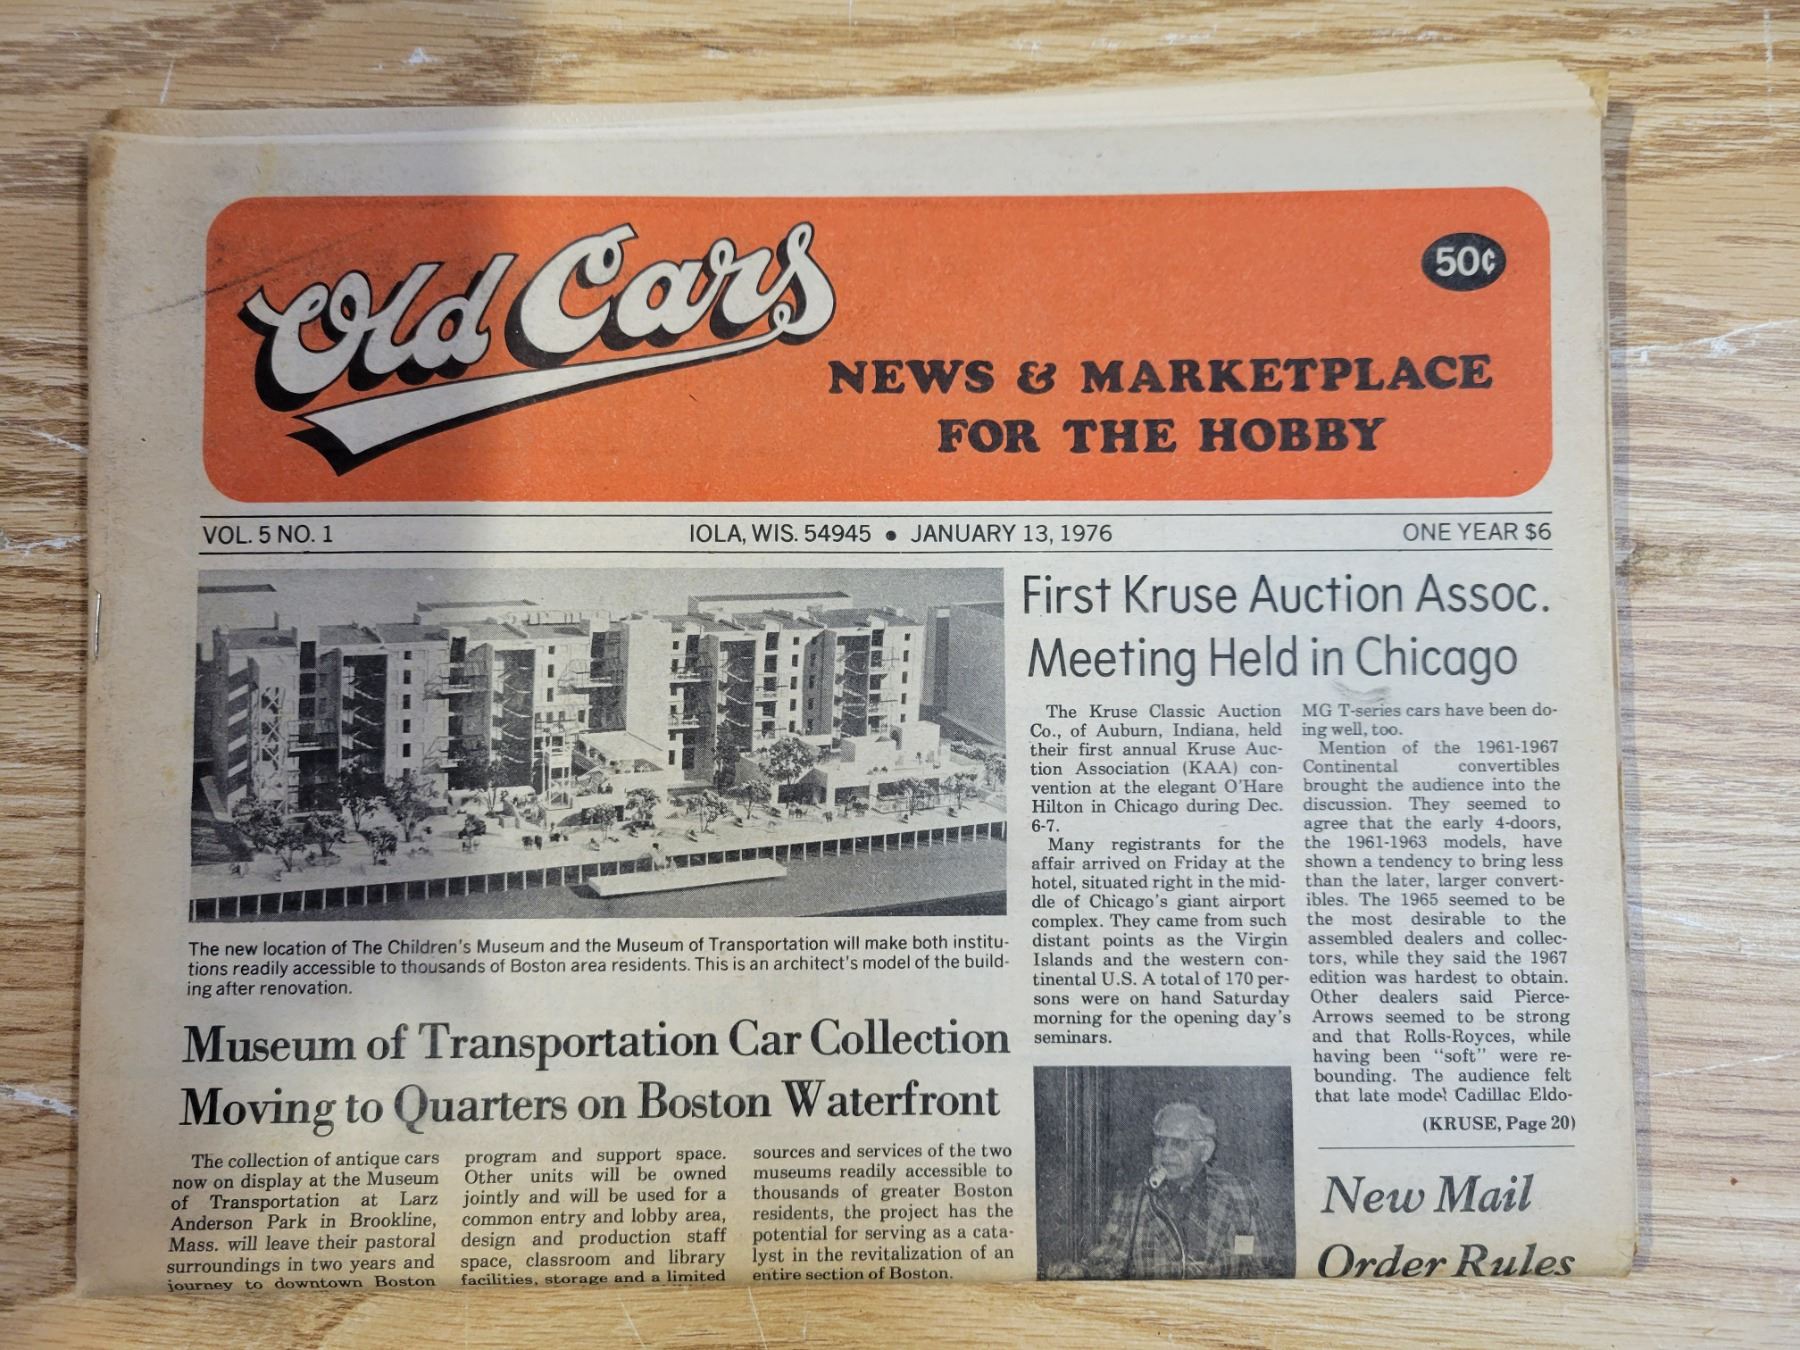 Old Cars
50¢
NEWS & MARKETPLACE
FOR THE HOBBY
VOL. 5 NO. 1
IOLA, WIS. 54945 • JANUARY 13, 1976
ONE YEAR $6
The new location of The Children's Museum and the Museum of Transportation will make both institu-
tions readily accessible to thousands of Boston area residents. This is an architect's model of the build-
ing after renovation.
Museum of Transportation Car Collection
Moving to Quarters on Boston Waterfront
The collection of antique cars
now on display at the Museum
of Transportation at Larz
Anderson Park in Brookline,
Mass. will leave their pastoral
surroundings in two years and
journey to downtown Boston
program and support space.
Other units will be owned
jointly and will be used for a
common entry and lobby area,
design and production staff
space, classroom and library
facilities, storage and a limited
sources and services of the two
museums readily accessible to
thousands of greater Boston
residents, the project has the
potential for serving as a cata-
lyst in the revitalization of an
entire section of Boston.
First Kruse Auction Assoc.
Meeting Held in Chicago
The Kruse Classic Auction
Co., of Auburn, Indiana, held
their first annual Kruse Auc-
tion Association (KAA) con-
vention at the elegant O'Hare
Hilton in Chicago during Dec.
6-7.
Many registrants for the
affair arrived on Friday at the
hotel, situated right in the mid-
dle of Chicago's giant airport
complex. They came from such
distant points as the Virgin
Islands and the western con-
tinental U.S. A total of 170 per-
sons were on hand Saturday
morning for the opening day's
seminars.
MG T-series cars have been do-
ing well, too.
Mention of the 1961-1967
Continental convertibles
brought the audience into the
discussion. They seemed to
agree that the early 4-doors,
the 1961-1963 models, have
shown a tendency to bring less
than the later, larger convert-
ibles. The 1965 seemed to be
the most desirable to the
assembled dealers and collec-
tors, while they said the 1967
edition was hardest to obtain.
Other dealers said Pierce-
Arrows seemed to be strong
and that Rolls-Royces, while
having been "soft" were re-
bounding. The audience felt
that late model Cadillac Eldo-
(KRUSE, Page 20)
New Mail
Order Rules